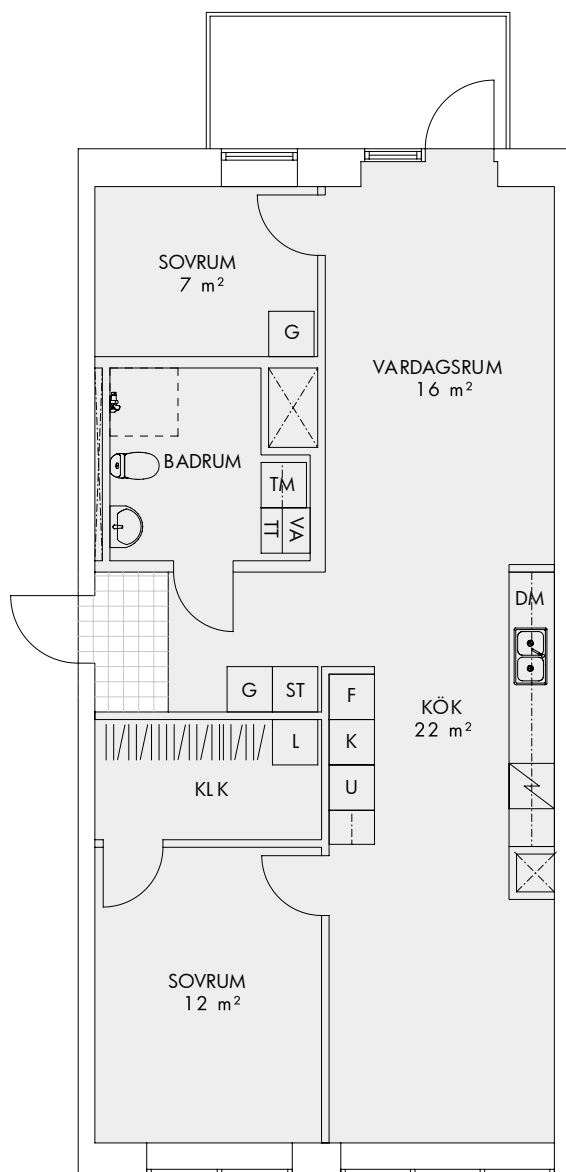 SOVRUM
7 m²
G
VARDAGSRUM
16 m²
BADRUM
TM
TT
VA
DM
G
ST
F
KÖK
22 m²
K
L
U
KLK
SOVRUM
12 m²